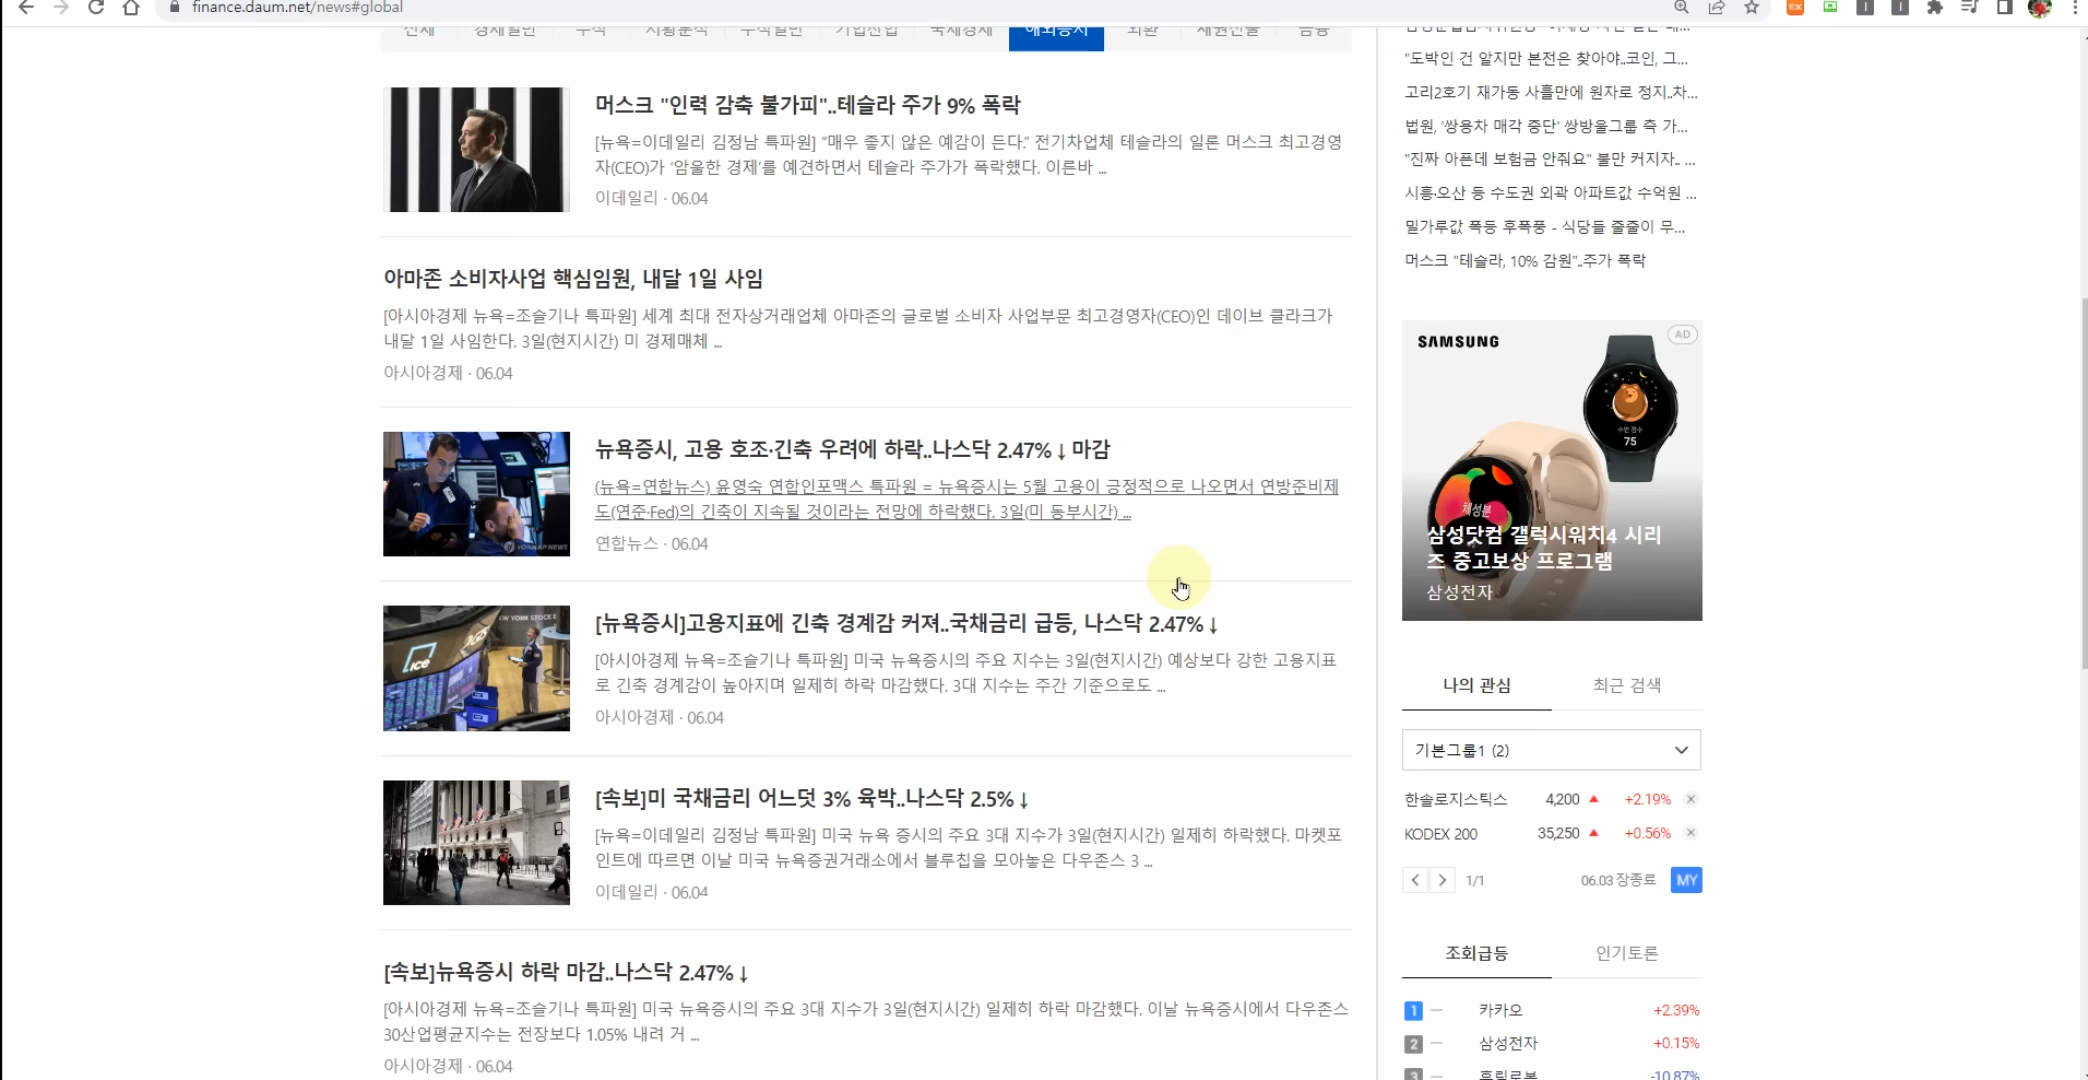 finance.daum.net/news#global
전체
경제일반
주식
시황분석
주식일반
기업산업
국제경제
해외증시
외환
채권선물
금융
머스크 "인력 감축 불가피"..테슬라 주가 9% 폭락
[뉴욕=이데일리 김정남 특파원] “매우 좋지 않은 예감이 든다.” 전기차업체 테슬라의 일론 머스크 최고경영
자(CEO)가 ‘암울한 경제’를 예견하면서 테슬라 주가가 폭락했다. 이른바 ...
이데일리 · 06.04
아마존 소비자사업 핵심임원, 내달 1일 사임
[아시아경제 뉴욕=조슬기나 특파원] 세계 최대 전자상거래업체 아마존의 글로벌 소비자 사업부문 최고경영자(CEO)인 데이브 클라크가
내달 1일 사임한다. 3일(현지시간) 미 경제매체 ...
아시아경제 · 06.04
뉴욕증시, 고용 호조·긴축 우려에 하락..나스닥 2.47%↓마감
(뉴욕=연합뉴스) 윤영숙 연합인포맥스 특파원 = 뉴욕증시는 5월 고용이 긍정적으로 나오면서 연방준비제
도(연준·Fed)의 긴축이 지속될 것이라는 전망에 하락했다. 3일(미 동부시간) ...
연합뉴스 · 06.04
YONHAP NEWS
[뉴욕증시]고용지표에 긴축 경계감 커져..국채금리 급등, 나스닥 2.47%↓
[아시아경제 뉴욕=조슬기나 특파원] 미국 뉴욕증시의 주요 지수는 3일(현지시간) 예상보다 강한 고용지표
로 긴축 경계감이 높아지며 일제히 하락 마감했다. 3대 지수는 주간 기준으로도 ...
아시아경제 · 06.04
ice
[속보]미 국채금리 어느덧 3% 육박..나스닥 2.5%↓
[뉴욕=이데일리 김정남 특파원] 미국 뉴욕 증시의 주요 3대 지수가 3일(현지시간) 일제히 하락했다. 마켓포
인트에 따르면 이날 미국 뉴욕증권거래소에서 블루칩을 모아놓은 다우존스 3 ...
이데일리 · 06.04
[속보]뉴욕증시 하락 마감..나스닥 2.47%↓
[아시아경제 뉴욕=조슬기나 특파원] 미국 뉴욕증시의 주요 3대 지수가 3일(현지시간) 일제히 하락 마감했다. 이날 뉴욕증시에서 다우존스
30산업평균지수는 전장보다 1.05% 내려 거 ...
아시아경제 · 06.04
"도박인 건 알지만 본전은 찾아야..코인, 그...
고리2호기 재가동 사흘만에 원자로 정지..차...
법원, '쌍용차 매각 중단' 쌍방울그룹 측 가...
"진짜 아픈데 보험금 안줘요" 불만 커지자.. ...
시흥·오산 등 수도권 외곽 아파트값 수억원 ...
밀가루값 폭등 후폭풍 - 식당들 줄줄이 무...
머스크 "테슬라, 10% 감원"..주가 폭락
SAMSUNG
AD
수면 점수
75
체성분
삼성닷컴 갤럭시워치4 시리
즈 중고보상 프로그램
삼성전자
나의 관심
최근 검색
기본그룹1 (2)
한솔로지스틱스 4,200 ▲ +2.19% ×
KODEX 200 35,250 ▲ +0.56% ×
< > 1/1 06.03 장종료 MY
조회급등
인기토론
1 – 카카오 +2.39%
2 – 삼성전자 +0.15%
3 – 휴림로봇 -10.87%